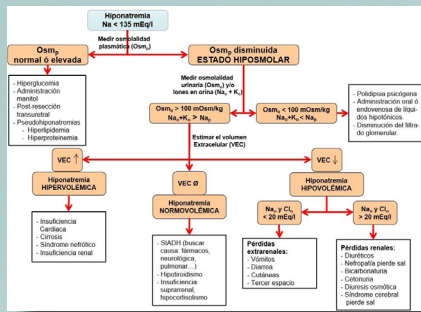 Hiponatremia
Na < 135 mEq/l
Medir osmolalidad
plasmática (Osmₚ)
Osmₚ
normal ó elevada
Osmₚ disminuida
ESTADO HIPOSMOLAR
- Hiperglucemia
- Administración
manitol
- Post-resección
transuretral
- Pseudohiponatromias
- Hiperlipidemia
- Hiperproteinemia
Medir osmolalidad
urinaria (Osmᵤ) y/o
Iones en orina (Naᵤ + Kᵤ)
Osmᵤ > 100 mOsm/kg
Naᵤ+Kᵤ > Naₚ
Osmᵤ < 100 mOsm/kg
Naᵤ+Kᵤ < Naₚ
- Polidipsia psicógena
- Administración oral ó
endovenosa de líqui-
dos hipotónicos.
- Disminución del filtra-
do glomerular.
Estimar el volumen
Extracelular (VEC)
VEC ↑
VEC Ø
VEC ↓
Hiponatremia
HIPERVOLÉMICA
Hiponatremia
NORMOVOLÉMICA
Hiponatremia
HIPOVOLÉMICA
- Insuficiencia
Cardiaca
- Cirrosis
- Síndrome nefrótico
- Insuficiencia renal
- SIADH (buscar
causa: fármacos,
neurológica,
pulmonar...)
- Hipotiroidismo
- Insuficiencia
suprarrenal,
hipocortisolismo
Naᵤ y Clᵤ
< 20 mEq/l
Naᵤ y Clᵤ
> 20 mEq/l
Pérdidas
extrarenales:
- Vómitos
- Diarrea
- Cutáneas
- Tercer espacio
Pérdidas renales:
- Diuréticos
- Nefropatía pierde sal
- Bicarbonaturia
- Cetonuria
- Diuresis osmótica
- Síndrome cerebral
pierde sal